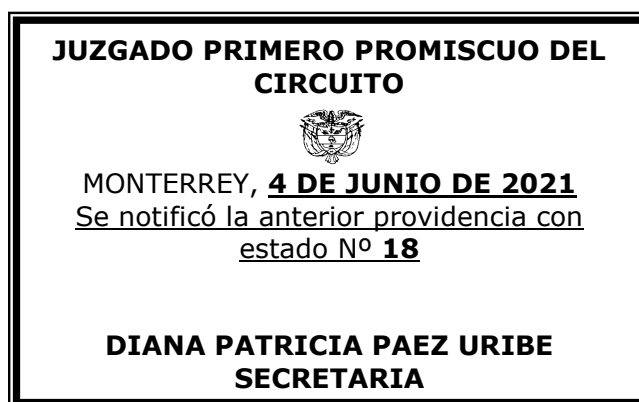 JUZGADO PRIMERO PROMISCUO DEL
CIRCUITO
MONTERREY, 4 DE JUNIO DE 2021
Se notificó la anterior providencia con
estado Nº 18
DIANA PATRICIA PAEZ URIBE
SECRETARIA